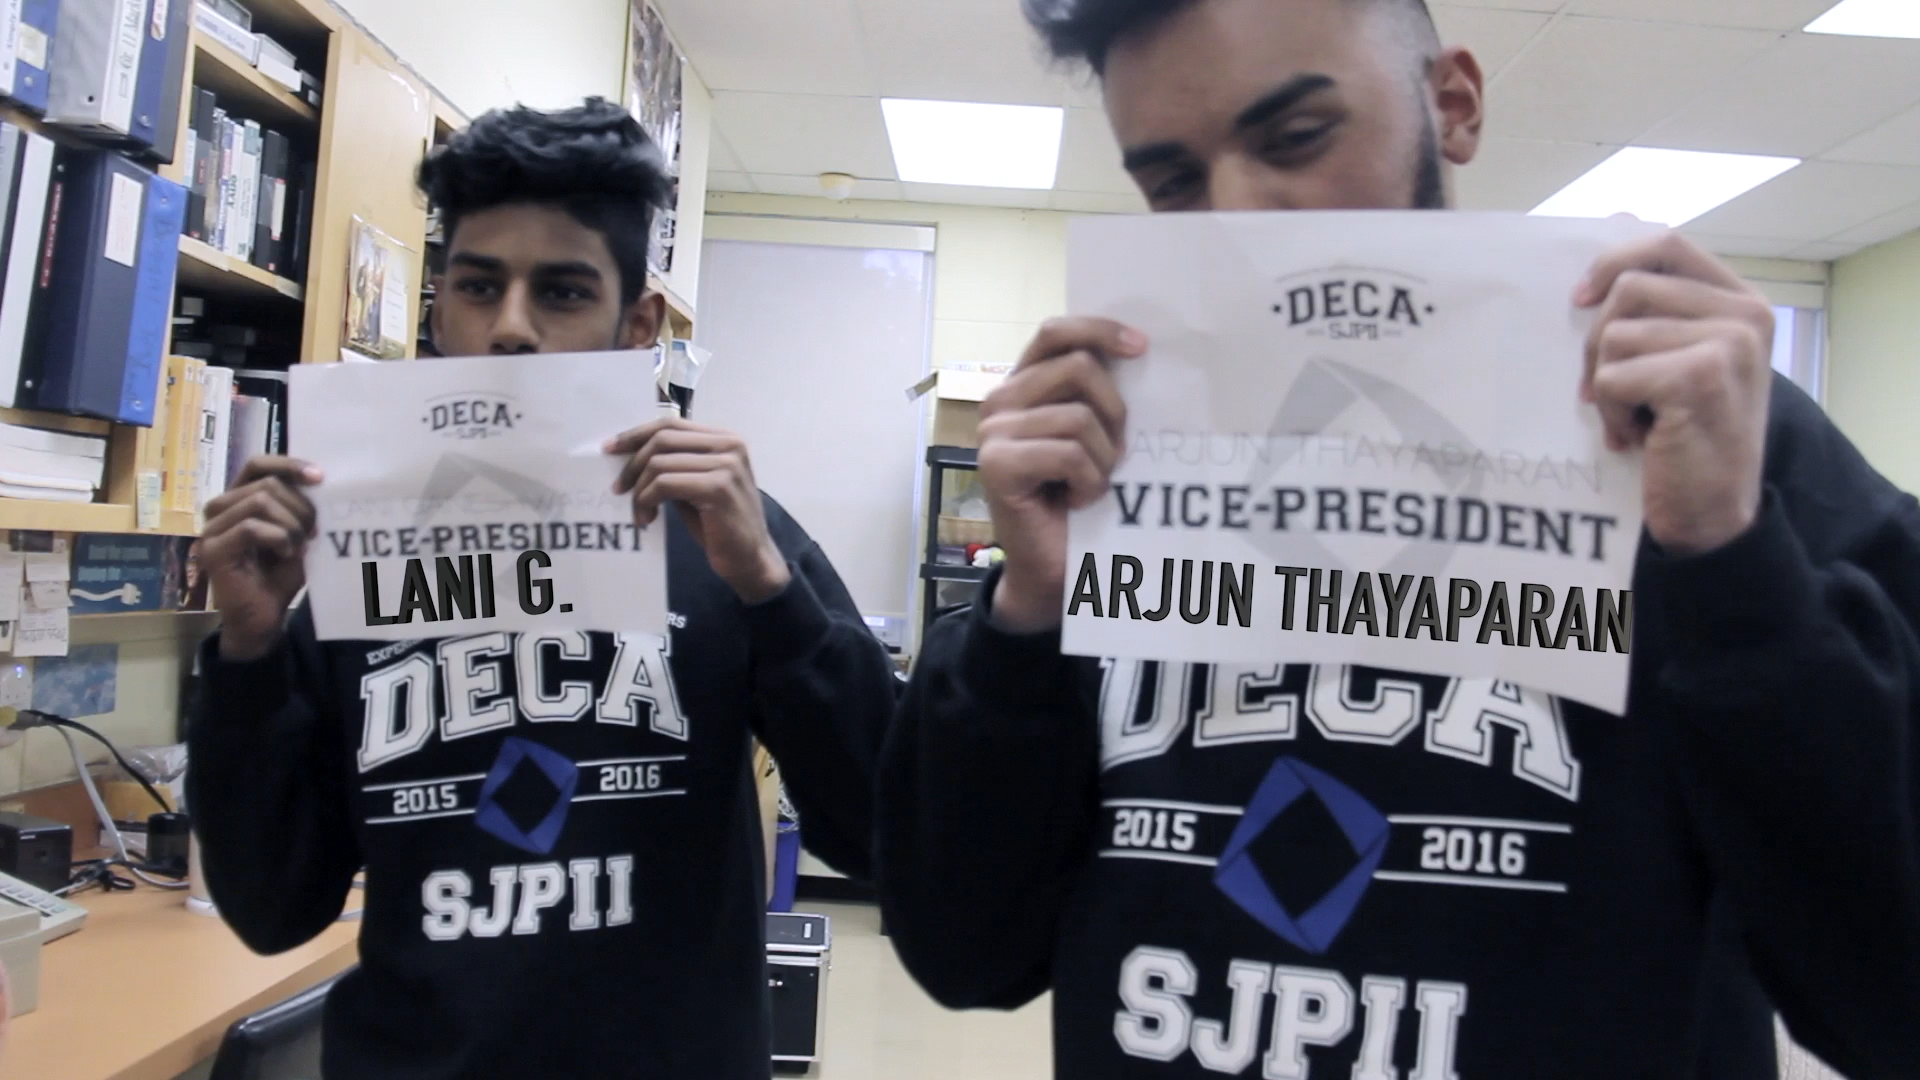 ·DECA·
SJPII
VICE-PRESIDENT
LANI G.
DECA
2015 2016
SJPII
·DECA·
SJPII
ARJUN THAYAPARAN
VICE-PRESIDENT
ARJUN THAYAPARAN
DECA
2015 2016
SJPII